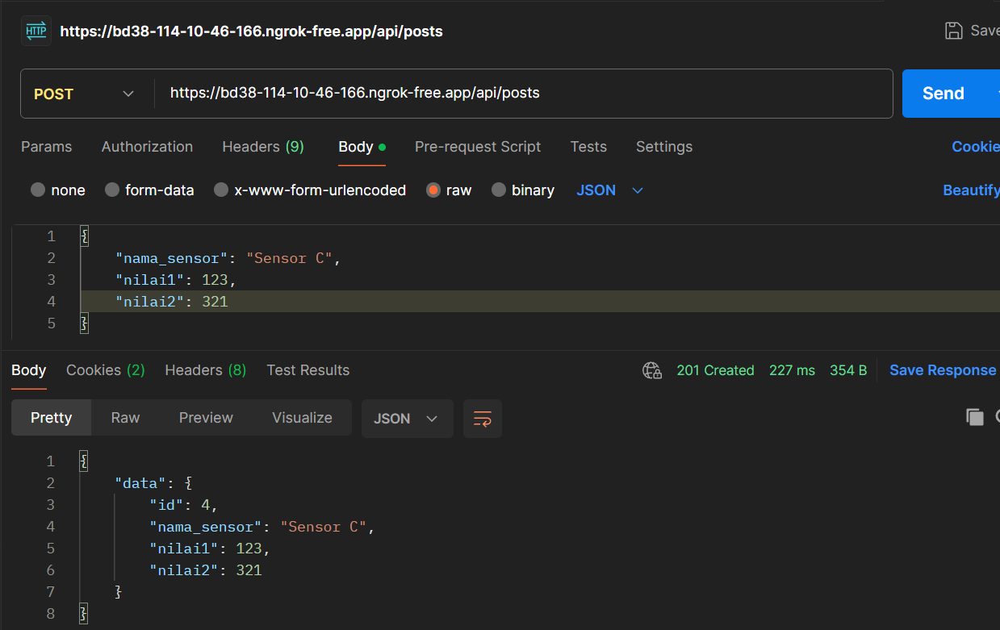 HTTP https://bd38-114-10-46-166.ngrok-free.app/api/posts Save
POST https://bd38-114-10-46-166.ngrok-free.app/api/posts Send
Params Authorization Headers (9) Body Pre-request Script Tests Settings Cookie
none form-data x-www-form-urlencoded raw binary JSON Beautify
1 {
2 "nama_sensor": "Sensor C",
3 "nilai1": 123,
4 "nilai2": 321
5 }
Body Cookies (2) Headers (8) Test Results 201 Created 227 ms 354 B Save Response
Pretty Raw Preview Visualize JSON
1 {
2 "data": {
3 "id": 4,
4 "nama_sensor": "Sensor C",
5 "nilai1": 123,
6 "nilai2": 321
7 }
8 }